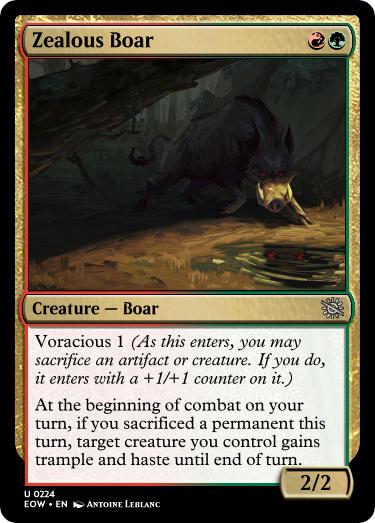 Zealous Boar
Creature — Boar
Voracious 1 (As this enters, you may
sacrifice an artifact or creature. If you do,
it enters with a +1/+1 counter on it.)
At the beginning of combat on your
turn, if you sacrificed a permanent this
turn, target creature you control gains
trample and haste until end of turn.
2/2
U 0224
EOW • EN Antoine Leblanc